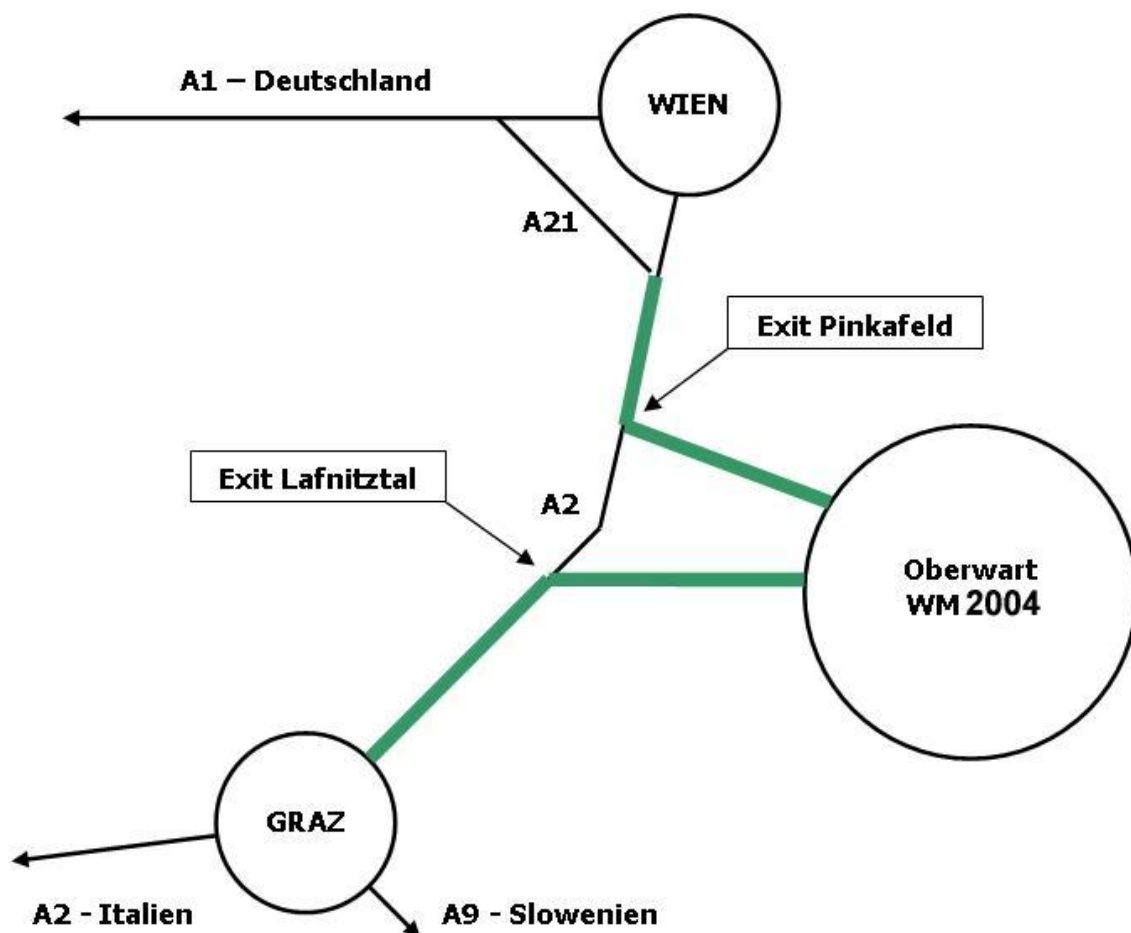 A1 – Deutschland
WIEN
A21
Exit Pinkafeld
Exit Lafnitztal
A2
Oberwart
WM 2004
GRAZ
A2 - Italien
A9 - Slowenien